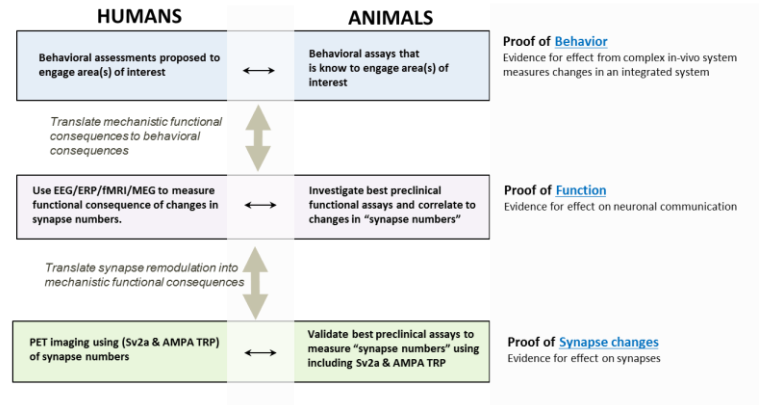 HUMANS
ANIMALS
Behavioral assessments proposed to
engage area(s) of interest
Behavioral assays that
is know to engage area(s) of
interest
Proof of Behavior
Evidence for effect from complex in-vivo system
measures changes in an integrated system
Translate mechanistic functional
consequences to behavioral
consequences
Use EEG/ERP/fMRI/MEG to measure
functional consequence of changes in
synapse numbers.
Investigate best preclinical
functional assays and correlate to
changes in “synapse numbers”
Proof of Function
Evidence for effect on neuronal communication
Translate synapse remodulation into
mechanistic functional consequences
PET imaging using (Sv2a & AMPA TRP)
of synapse numbers
Validate best preclinical assays to
measure “synapse numbers” using
including Sv2a & AMPA TRP
Proof of Synapse changes
Evidence for effect on synapses